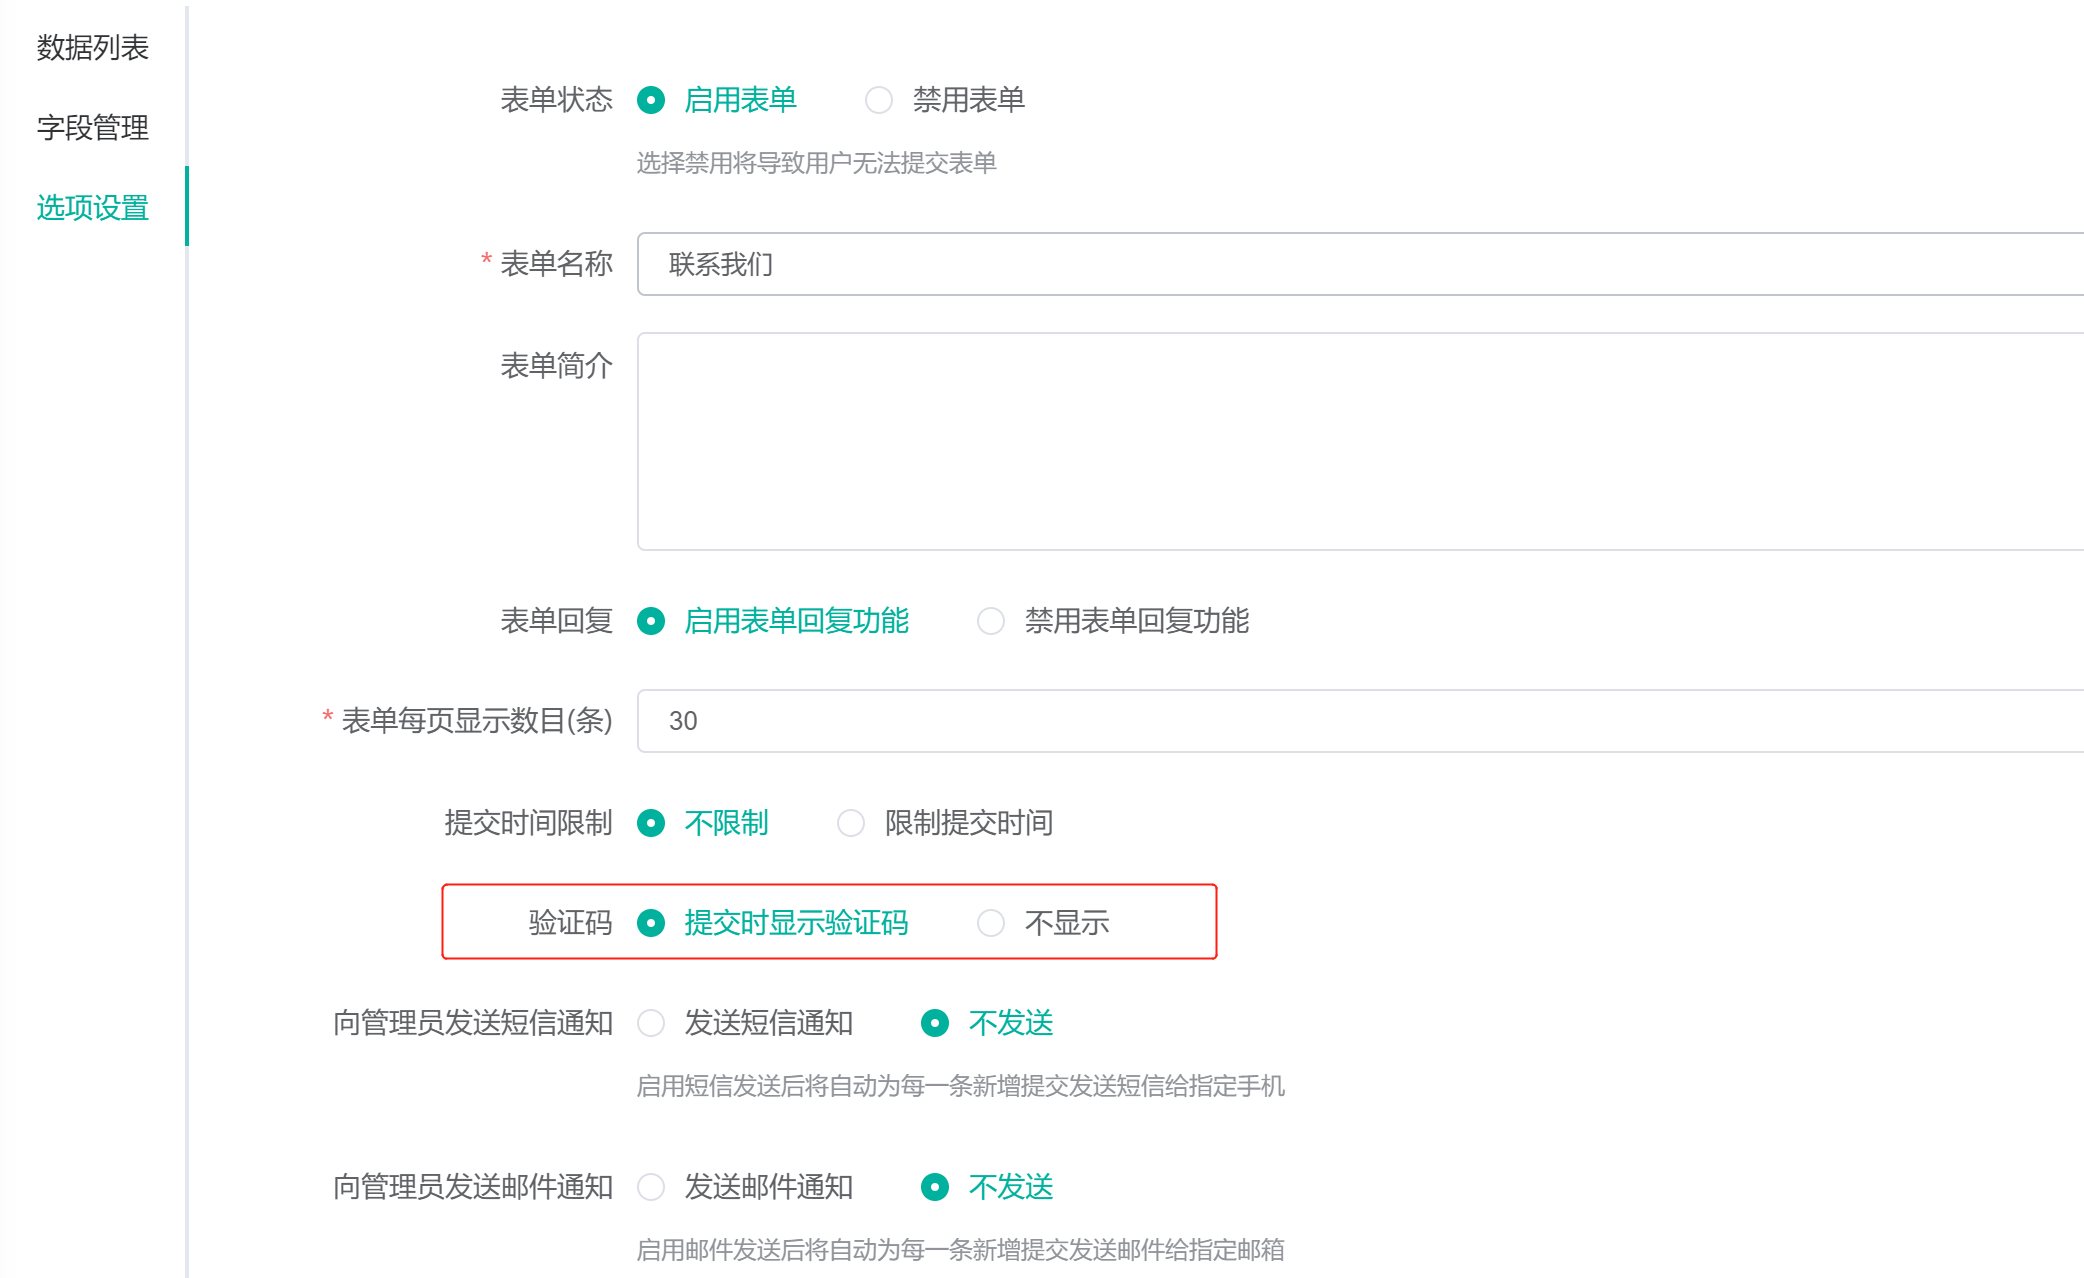 数据列表
字段管理
选项设置
表单状态 启用表单 禁用表单
选择禁用将导致用户无法提交表单
* 表单名称 联系我们
表单简介
表单回复 启用表单回复功能 禁用表单回复功能
* 表单每页显示数目(条) 30
提交时间限制 不限制 限制提交时间
验证码 提交时显示验证码 不显示
向管理员发送短信通知 发送短信通知 不发送
启用短信发送后将自动为每一条新增提交发送短信给指定手机
向管理员发送邮件通知 发送邮件通知 不发送
启用邮件发送后将自动为每一条新增提交发送邮件给指定邮箱